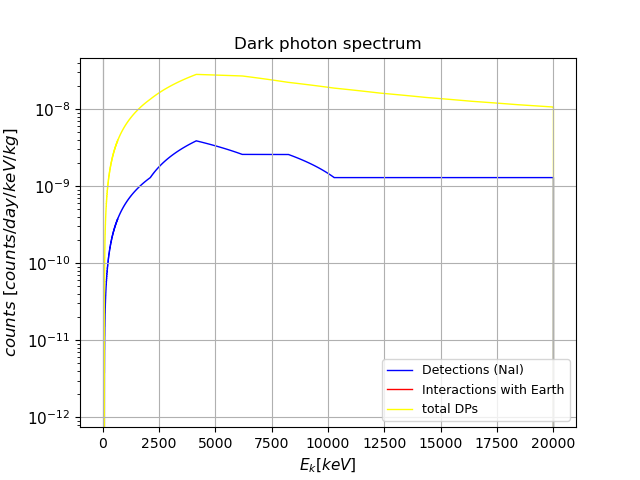 Dark photon spectrum
counts [counts/day/keV/kg]
10⁻⁸
10⁻⁹
10⁻¹⁰
10⁻¹¹
10⁻¹²
Detections (NaI)
Interactions with Earth
total DPs
0 2500 5000 7500 10000 12500 15000 17500 20000
Eₖ[keV]